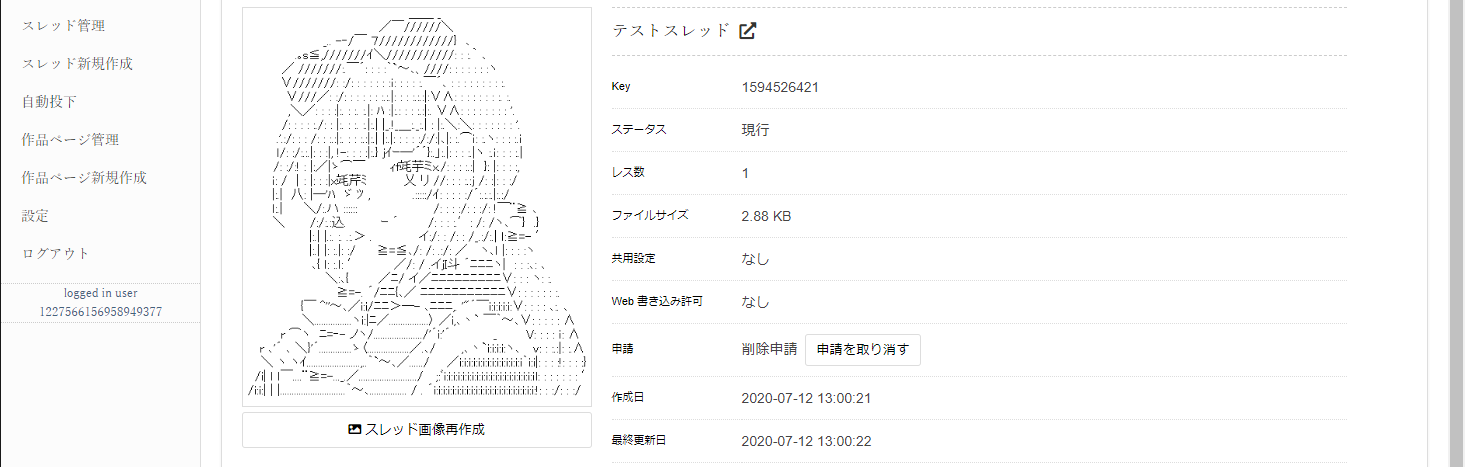 スレッド管理
スレッド新規作成
自動投下
作品ページ管理
作品ページ新規作成
設定
ログアウト
logged in user
1227566156958949377
スレッド画像再作成
テストスレッド
Key 1594526421
ステータス 現行
レス数 1
ファイルサイズ 2.88 KB
共用設定 なし
Web 書き込み許可 なし
申請 削除申請 申請を取り消す
作成日 2020-07-12 13:00:21
最終更新日 2020-07-12 13:00:22